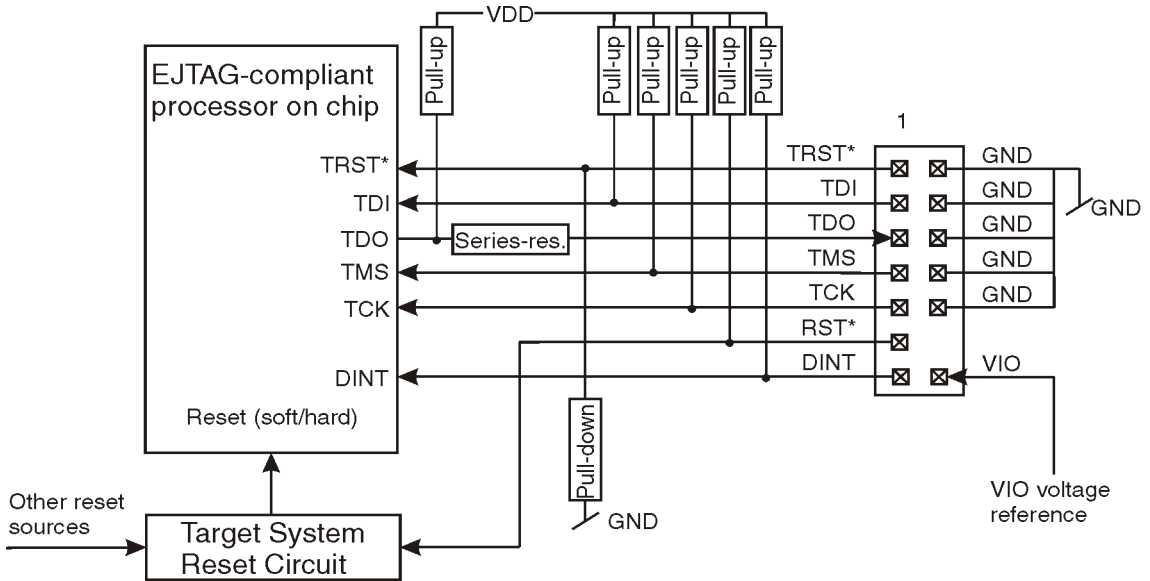 VDD
Pull-up
Pull-up
Pull-up
Pull-up
Pull-up
Pull-up
EJTAG-compliant
processor on chip
1
TRST*
TRST*
GND
TDI
TDI
GND
GND
TDO
Series-res.
TDO
GND
TMS
TMS
GND
TCK
TCK
GND
RST*
DINT
DINT
VIO
Reset (soft/hard)
Pull-down
GND
VIO voltage
reference
Other reset
sources
Target System
Reset Circuit